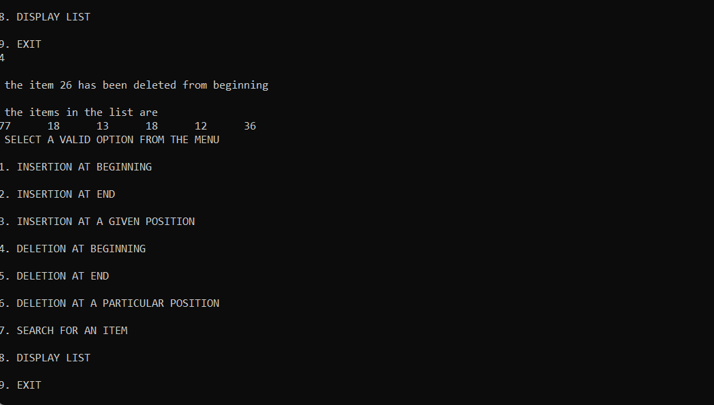 8. DISPLAY LIST
9. EXIT
4
the item 26 has been deleted from beginning
the items in the list are
77 18 13 18 12 36
SELECT A VALID OPTION FROM THE MENU
1. INSERTION AT BEGINNING
2. INSERTION AT END
3. INSERTION AT A GIVEN POSITION
4. DELETION AT BEGINNING
5. DELETION AT END
6. DELETION AT A PARTICULAR POSITION
7. SEARCH FOR AN ITEM
8. DISPLAY LIST
9. EXIT